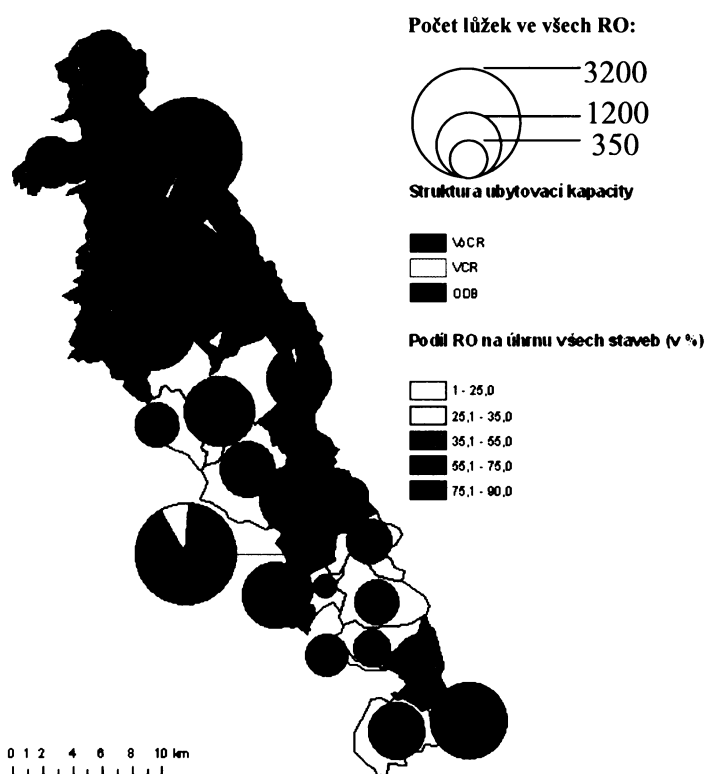 Počet lůžek ve všech RO:
3200
1200
350
Struktura ubytovací kapacity
VoCR
VCR
ODB
Podíl RO na úhrnu všech staveb (v %)
1 - 25,0
25,1 - 35,0
35,1 - 55,0
55,1 - 75,0
75,1 - 90,0
0 1 2 4 6 8 10 km